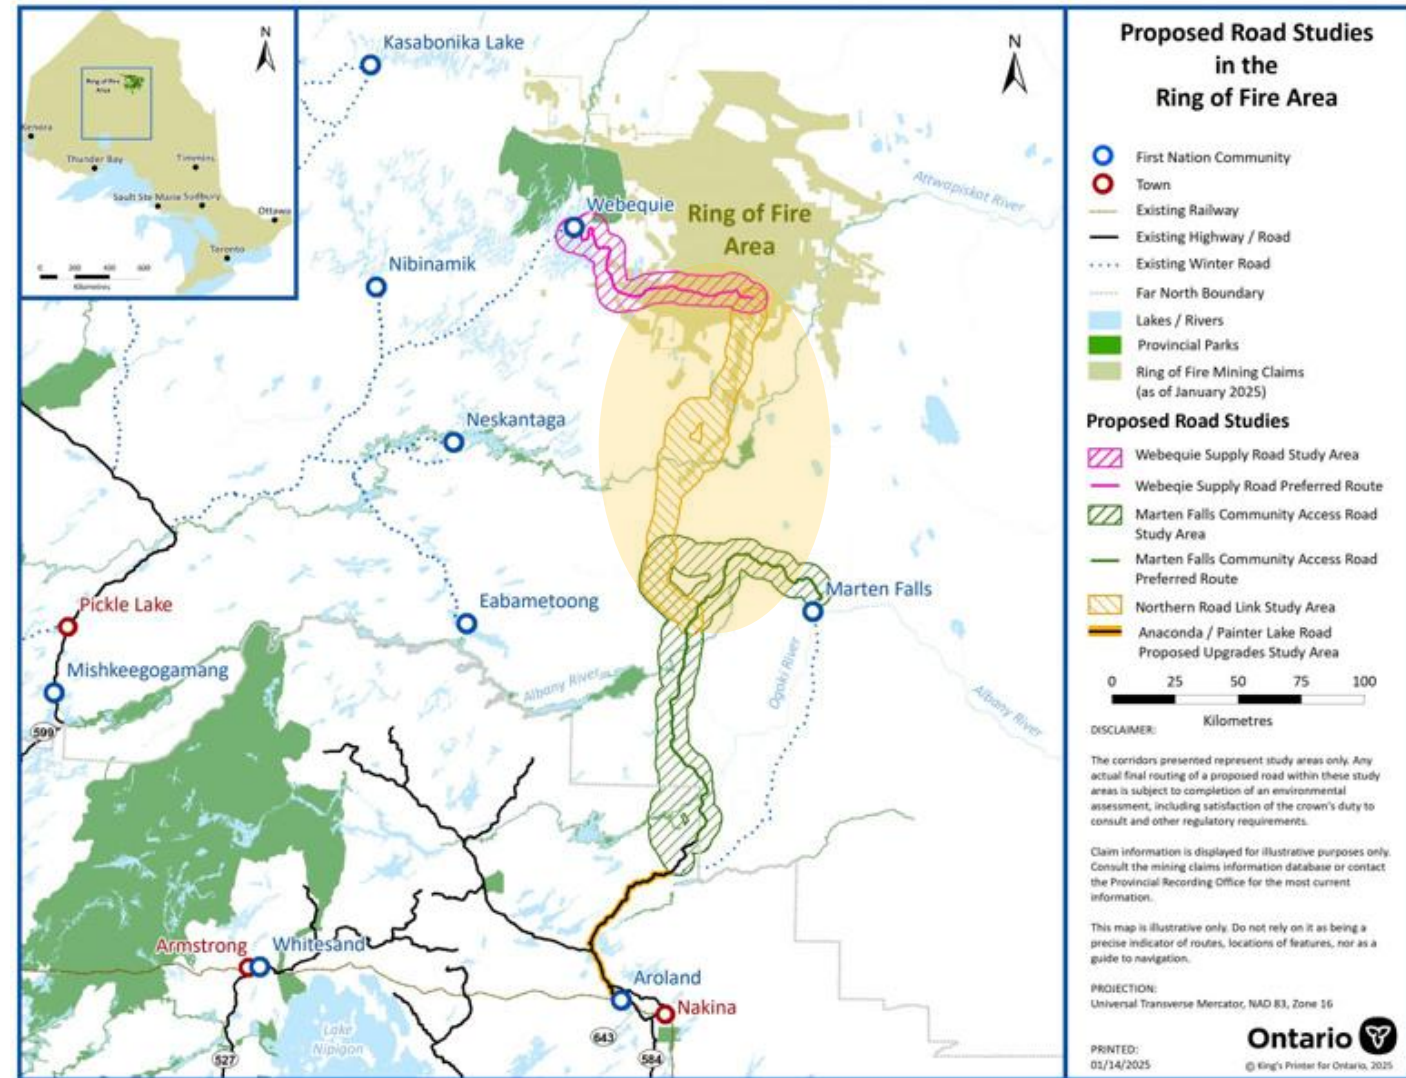 Kenora
Thunder Bay
Timmins
Sault Ste Marie
Sudbury
Ottawa
Toronto
Ring of Fire
Area
0 200 400 600
Kilometres
N
Kasabonika Lake
N
Attwapiskat River
Webequie
Ring of Fire
Area
Nibinamik
Neskantaga
Eabametoong
Marten Falls
Pickle Lake
Mishkeegogamang
599
Albany River
Ogoki River
Albany River
Armstrong
Whitesand
Aroland
Nakina
Lake
Nipigon
643
527
584
Proposed Road Studies
in the
Ring of Fire Area
First Nation Community
Town
Existing Railway
Existing Highway / Road
Existing Winter Road
Far North Boundary
Lakes / Rivers
Provincial Parks
Ring of Fire Mining Claims
(as of January 2025)
Proposed Road Studies
Webequie Supply Road Study Area
Webeqie Supply Road Preferred Route
Marten Falls Community Access Road
Study Area
Marten Falls Community Access Road
Preferred Route
Northern Road Link Study Area
Anaconda / Painter Lake Road
Proposed Upgrades Study Area
0 25 50 75 100
Kilometres
DISCLAIMER:
The corridors presented represent study areas only. Any
actual final routing of a proposed road within these study
areas is subject to completion of an environmental
assessment, including satisfaction of the crown's duty to
consult and other regulatory requirements.
Claim information is displayed for illustrative purposes only.
Consult the mining claims information database or contact
the Provincial Recording Office for the most current
information.
This map is illustrative only. Do not rely on it as being a
precise indicator of routes, locations of features, nor as a
guide to navigation.
PROJECTION:
Universal Transverse Mercator, NAD 83, Zone 16
PRINTED:
01/14/2025
Ontario
© King's Printer for Ontario, 2025